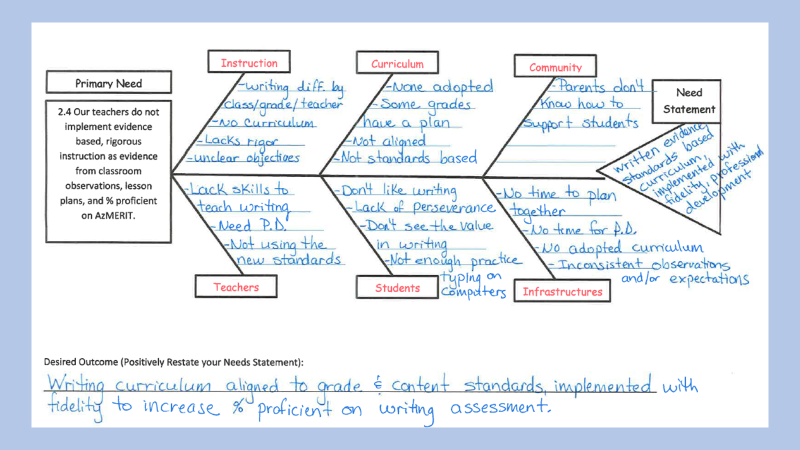 Primary Need
2.4 Our teachers do not
implement evidence
based, rigorous
instruction as evidence
from classroom
observations, lesson
plans, and % proficient
on AzMERIT.
Instruction
-writing diff. by
class/grade/teacher
-No curriculum
-Lacks rigor
-unclear objectives
Curriculum
-None adopted
-Some grades
have a plan
-Not aligned
-Not standards based
Community
-Parents don't
Know how to
support students
Need
Statement
written evidence
standards based
curriculum,
implemented with
fidelity, professional
development
-Lack skills to
teach writing
-Need P.D.
-Not using the
new standards
Teachers
-Don't like writing
-Lack of Perseverance
-Don't see the value
in writing
-Not enough practice
typing on
computers
Students
-No time to plan
together
-No time for P.D.
-No adopted curriculum
-Inconsistent observations
and/or expectations
Infrastructures
Desired Outcome (Positively Restate your Needs Statement):
Writing curriculum aligned to grade & content standards, implemented with
fidelity to increase % proficient on writing assessment.